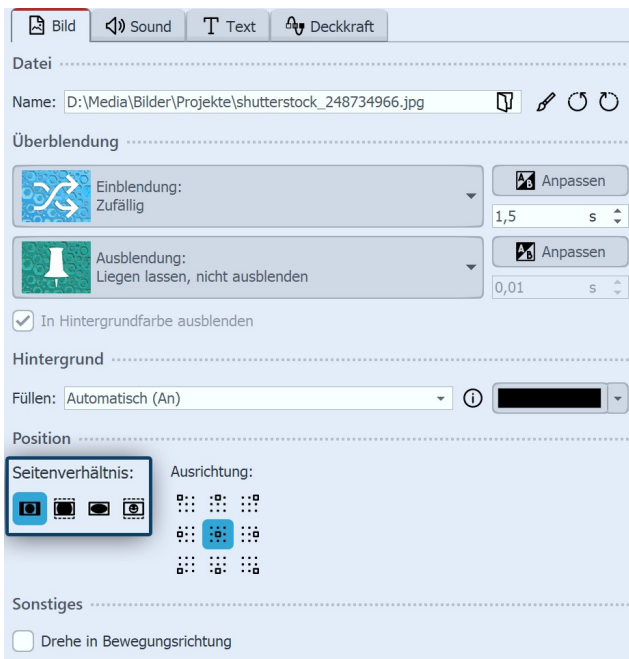 Bild Sound Text Deckkraft
Datei
Name: D:\Media\Bilder\Projekte\shutterstock_248734966.jpg
Überblendung
Einblendung:
Zufällig
A/B Anpassen
1,5 s
Ausblendung:
Liegen lassen, nicht ausblenden
A/B Anpassen
0,01 s
In Hintergrundfarbe ausblenden
Hintergrund
Füllen: Automatisch (An)
Position
Seitenverhältnis: Ausrichtung:
Sonstiges
Drehe in Bewegungsrichtung